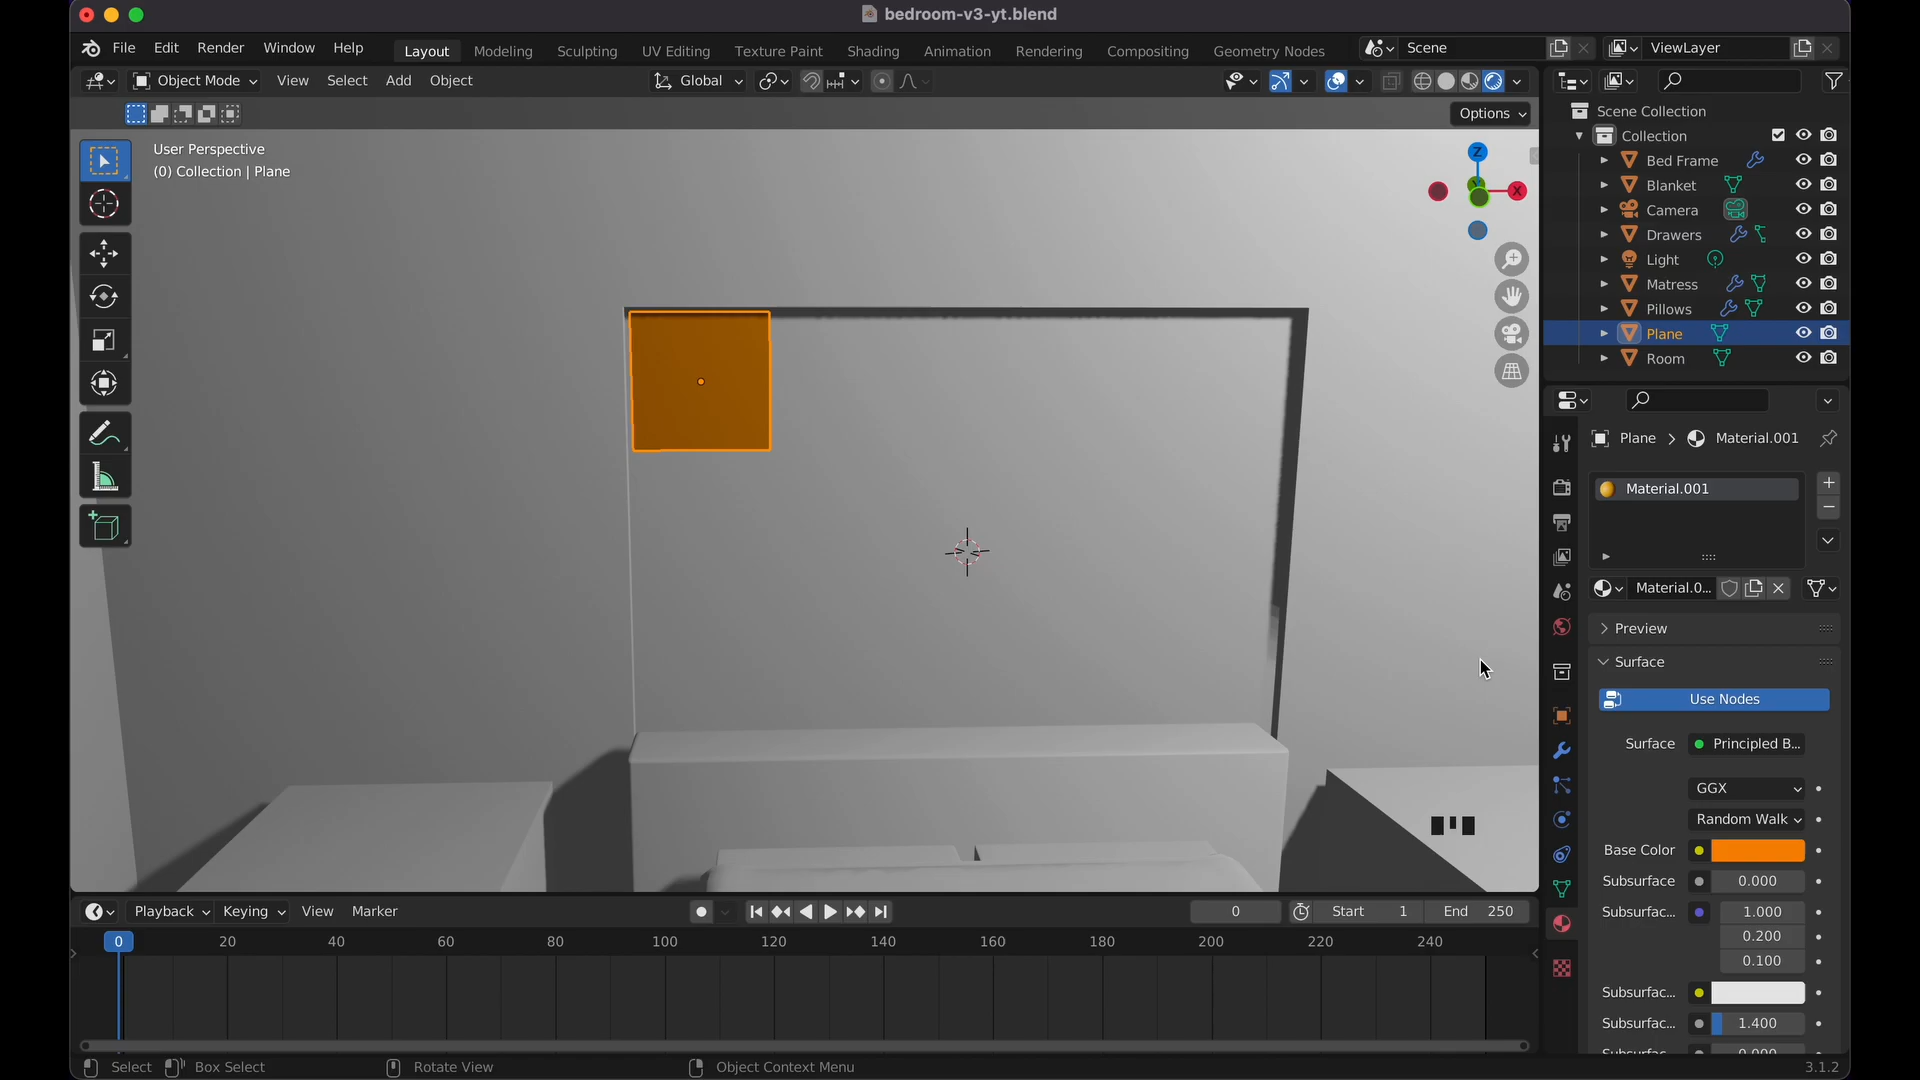 bedroom-v3-yt.blend
File Edit Render Window Help Layout Modeling Sculpting UV Editing Texture Paint Shading Animation Rendering Compositing Geometry Nodes Scene ViewLayer
Object Mode View Select Add Object Global
Options
User Perspective
(0) Collection | Plane
Z
Y
X
Scene Collection
Collection
Bed Frame
Blanket
Camera
Drawers
Light
Matress
Pillows
Plane
Room
Plane Material.001
Material.001
Material.0...
Preview
Surface
Use Nodes
Surface Principled B...
GGX
Random Walk
Base Color
Subsurface 0.000
Subsurfac... 1.000
0.200
0.100
Subsurfac...
Subsurfac... 1.400
Playback Keying View Marker 0 Start 1 End 250
0 20 40 60 80 100 120 140 160 180 200 220 240
Select Box Select Rotate View Object Context Menu 3.1.2